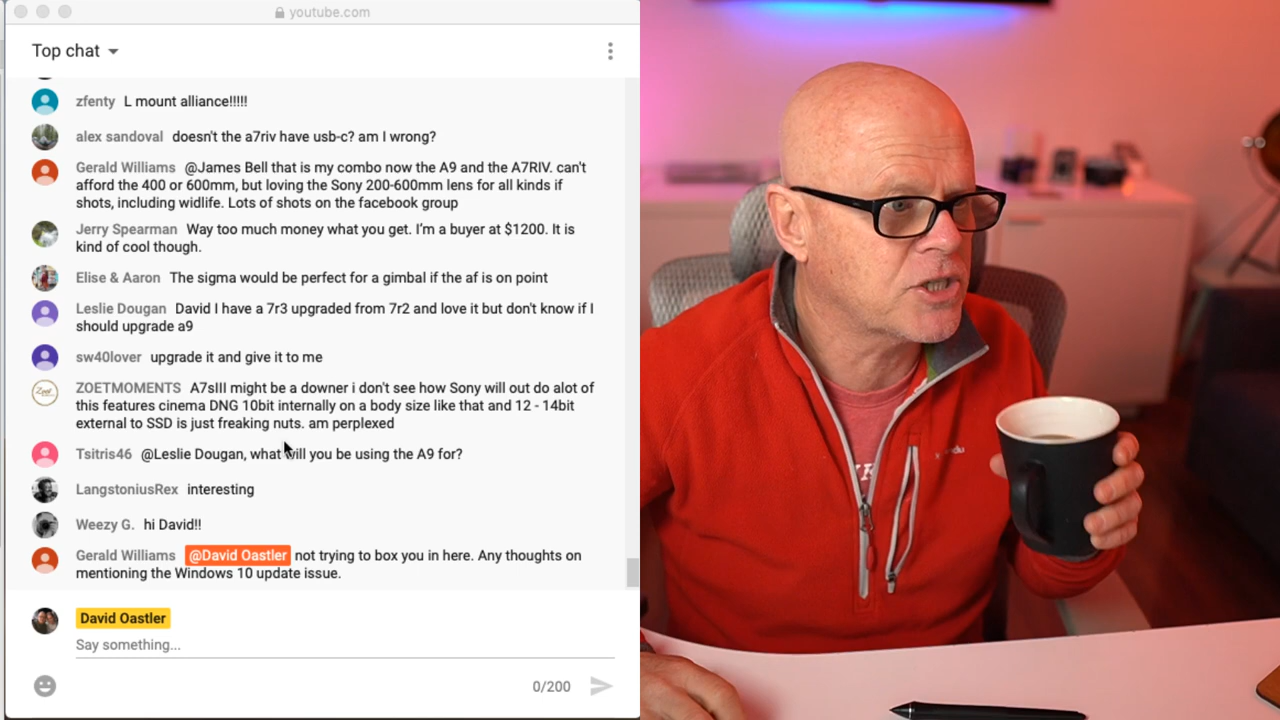 youtube.com
Top chat
zfenty L mount alliance!!!!!
alex sandoval doesn't the a7riv have usb-c? am I wrong?
Gerald Williams @James Bell that is my combo now the A9 and the A7RIV. can't
afford the 400 or 600mm, but loving the Sony 200-600mm lens for all kinds if
shots, including widlife. Lots of shots on the facebook group
Jerry Spearman Way too much money what you get. I'm a buyer at $1200. It is
kind of cool though.
Elise & Aaron The sigma would be perfect for a gimbal if the af is on point
Leslie Dougan David I have a 7r3 upgraded from 7r2 and love it but don't know if I
should upgrade a9
sw40lover upgrade it and give it to me
ZOETMOMENTS A7sIII might be a downer i don't see how Sony will out do alot of
this features cinema DNG 10bit internally on a body size like that and 12 - 14bit
external to SSD is just freaking nuts. am perplexed
Tsitris46 @Leslie Dougan, what will you be using the A9 for?
LangstoniusRex interesting
Weezy G. hi David!!
Gerald Williams @David Oastler not trying to box you in here. Any thoughts on
mentioning the Windows 10 update issue.
David Oastler
Say something...
0/200